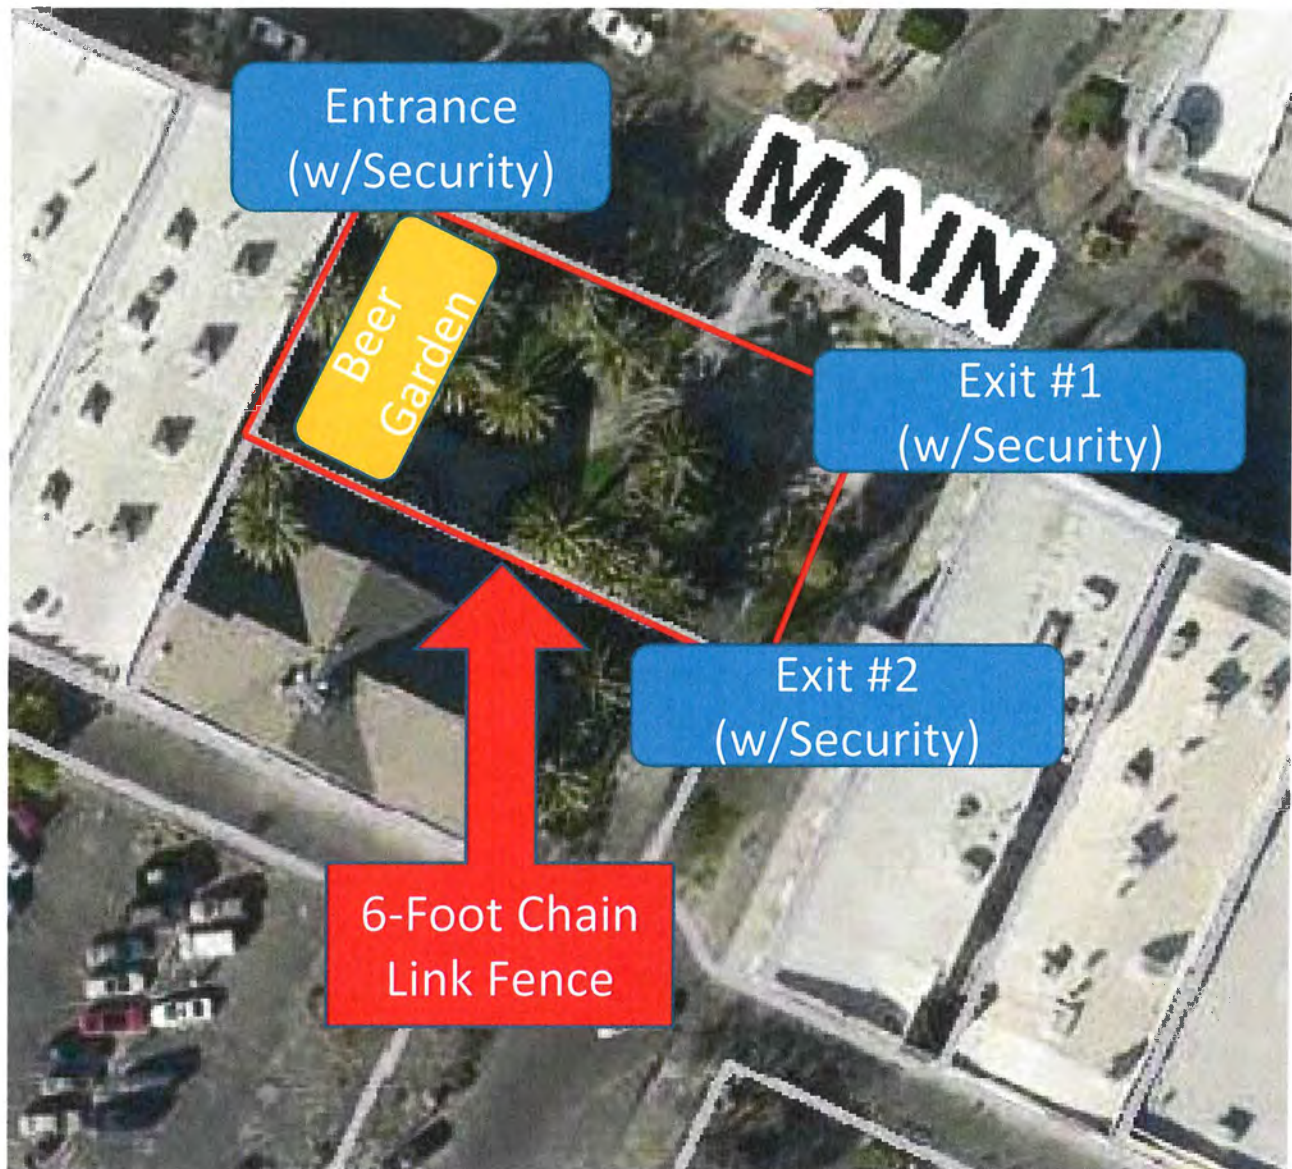 Entrance
(w/Security)
MAIN
Beer
Garden
Exit #1
(w/Security)
Exit #2
(w/Security)
6-Foot Chain
Link Fence